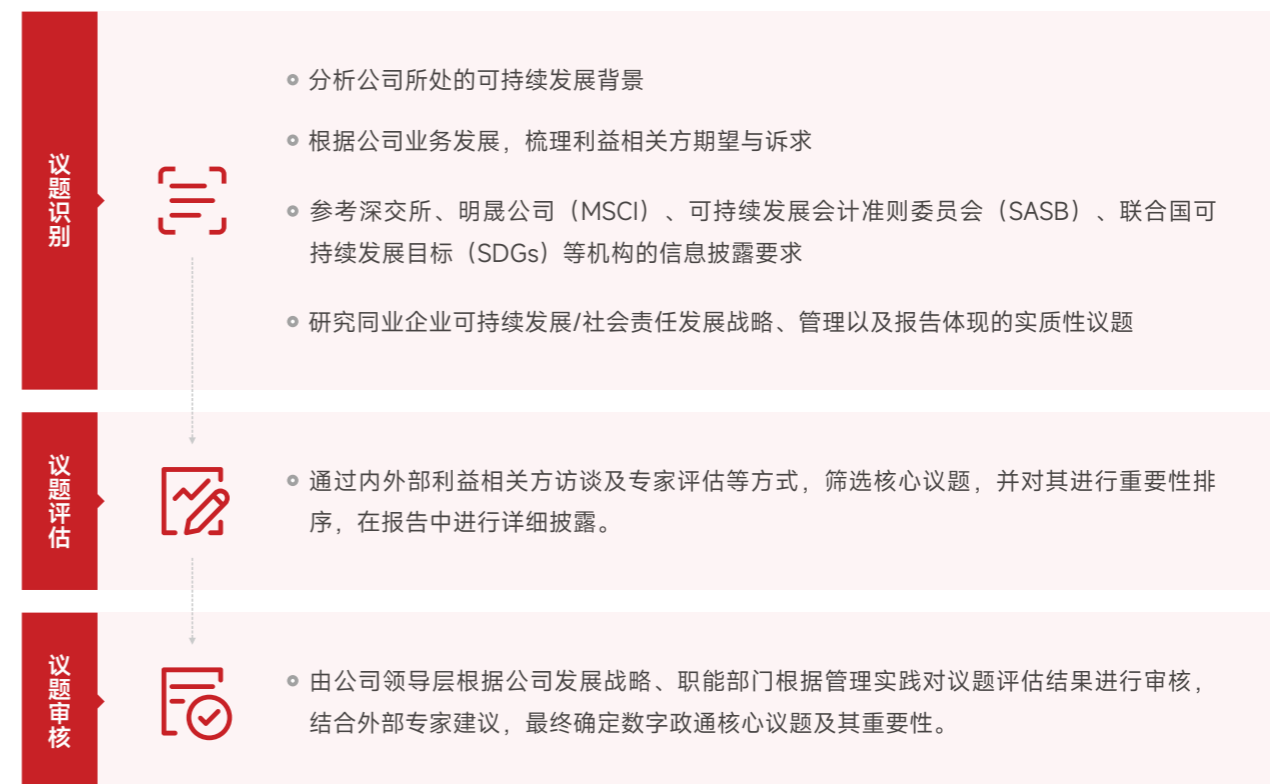 议题识别
分析公司所处的可持续发展背景
根据公司业务发展，梳理利益相关方期望与诉求
参考深交所、明晟公司（MSCI）、可持续发展会计准则委员会（SASB）、联合国可
持续发展目标（SDGs）等机构的信息披露要求
研究同业企业可持续发展/社会责任发展战略、管理以及报告体现的实质性议题
议题评估
通过内外部利益相关方访谈及专家评估等方式，筛选核心议题，并对其进行重要性排
序，在报告中进行详细披露。
议题审核
由公司领导层根据公司发展战略、职能部门根据管理实践对议题评估结果进行审核，
结合外部专家建议，最终确定数字政通核心议题及其重要性。